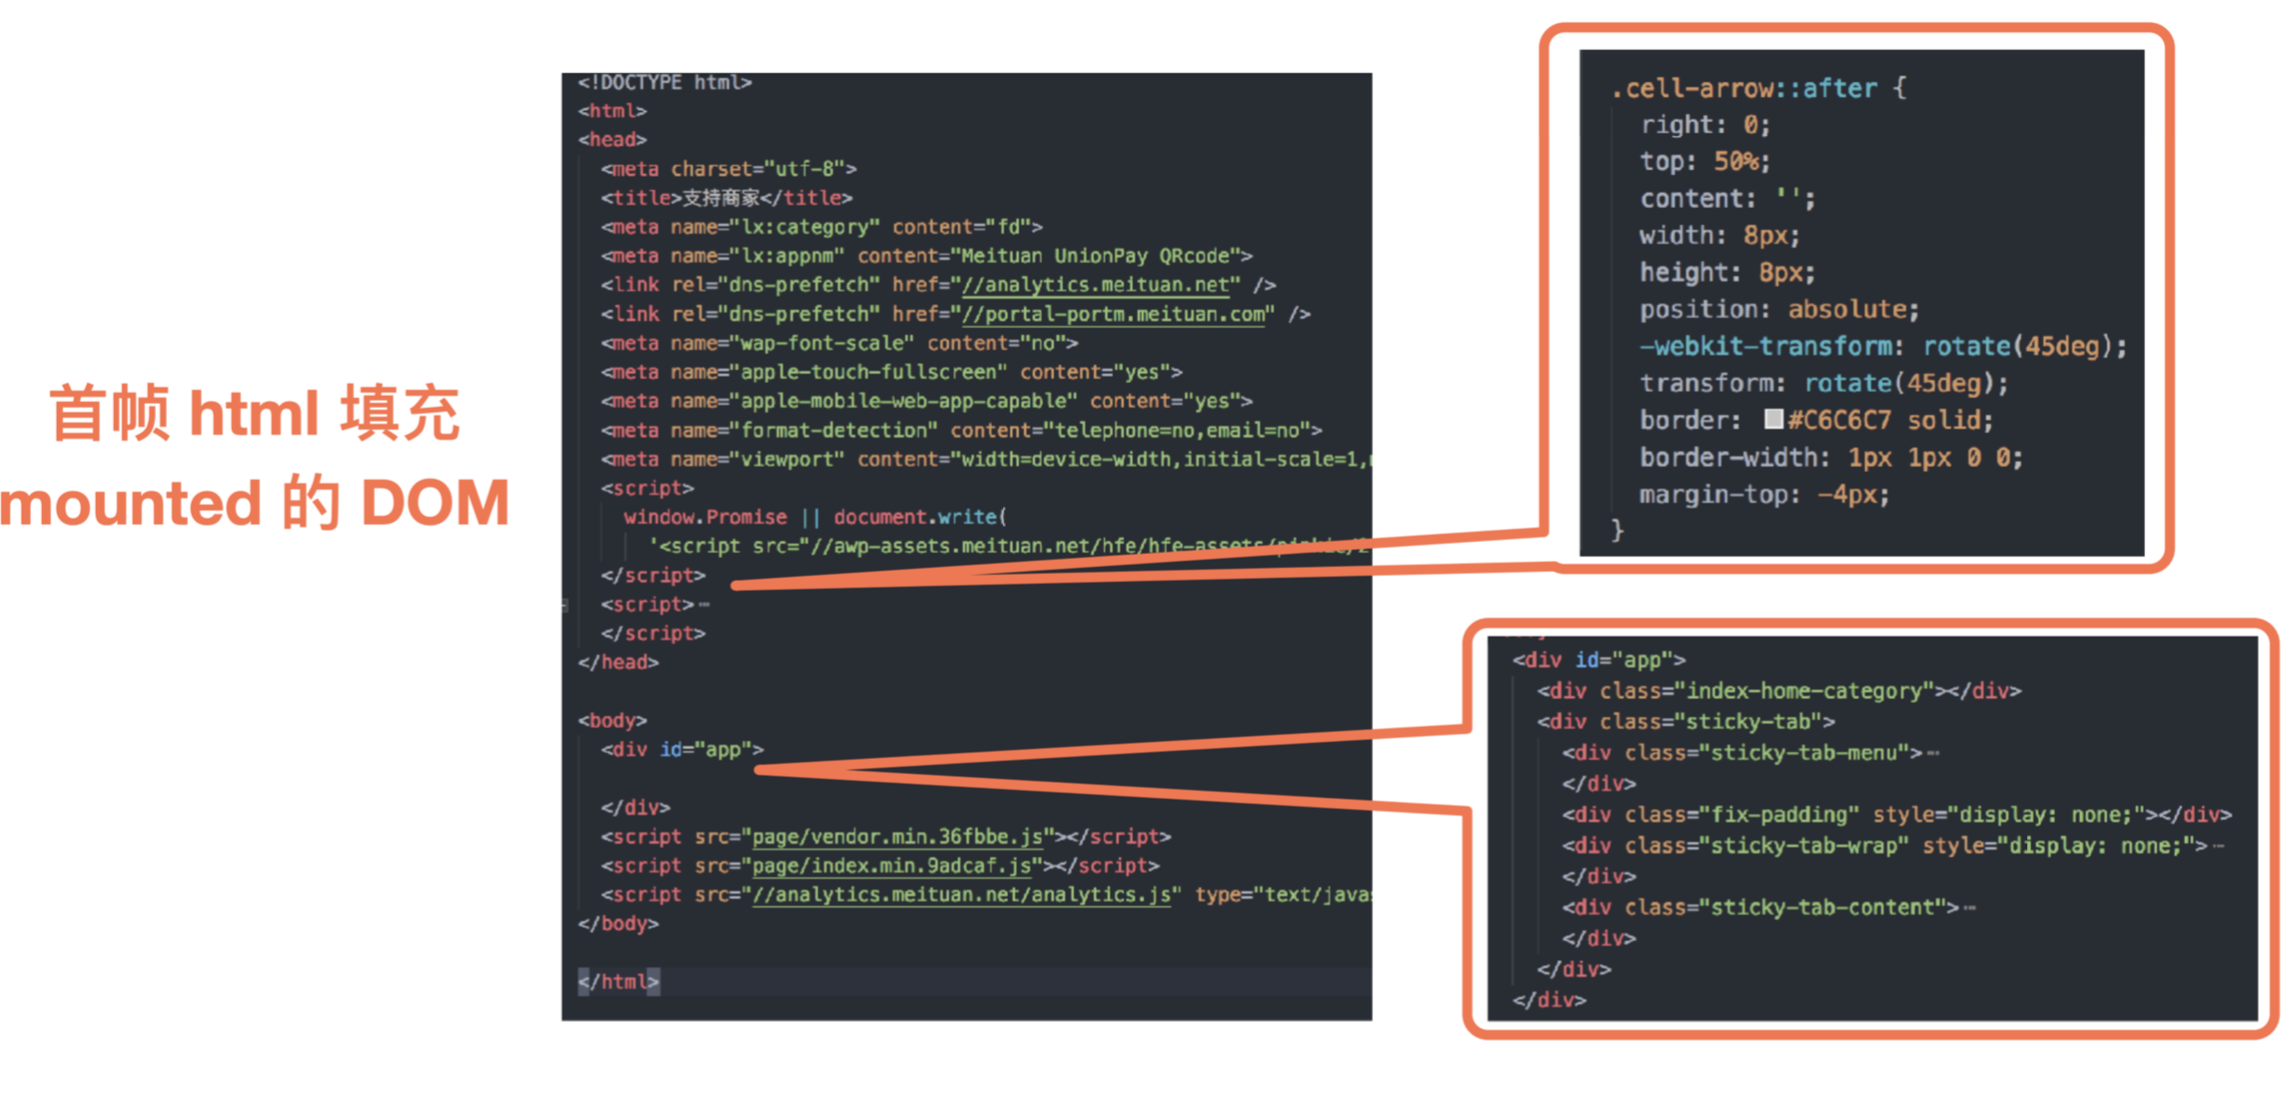 首帧 html 填充
mounted 的 DOM
<!DOCTYPE html>
<html>
<head>
<meta charset="utf-8">
<title>支持商家</title>
<meta name="lx:category" content="fd">
<meta name="lx:appnm" content="Meituan UnionPay QRcode">
<link rel="dns-prefetch" href="//analytics.meituan.net" />
<link rel="dns-prefetch" href="//portal-portm.meituan.com" />
<meta name="wap-font-scale" content="no">
<meta name="apple-touch-fullscreen" content="yes">
<meta name="apple-mobile-web-app-capable" content="yes">
<meta name="format-detection" content="telephone=no,email=no">
<meta name="viewport" content="width=device-width,initial-scale=1,
<script>
window.Promise || document.write(
'<script src="//awp-assets.meituan.net/hfe/hfe-assets/
</script>
<script>
</script>
</head>
<body>
<div id="app">
</div>
<script src="page/vendor.min.36fbbe.js"></script>
<script src="page/index.min.9adcaf.js"></script>
<script src="//analytics.meituan.net/analytics.js" type="text/java
</body>
</html>
.cell-arrow::after {
right: 0;
top: 50%;
content: '';
width: 8px;
height: 8px;
position: absolute;
-webkit-transform: rotate(45deg);
transform: rotate(45deg);
border: #C6C6C7 solid;
border-width: 1px 1px 0 0;
margin-top: -4px;
}
<div id="app">
<div class="index-home-category"></div>
<div class="sticky-tab">
<div class="sticky-tab-menu">
</div>
<div class="fix-padding" style="display: none;"></div>
<div class="sticky-tab-wrap" style="display: none;">
</div>
<div class="sticky-tab-content">
</div>
</div>
</div>